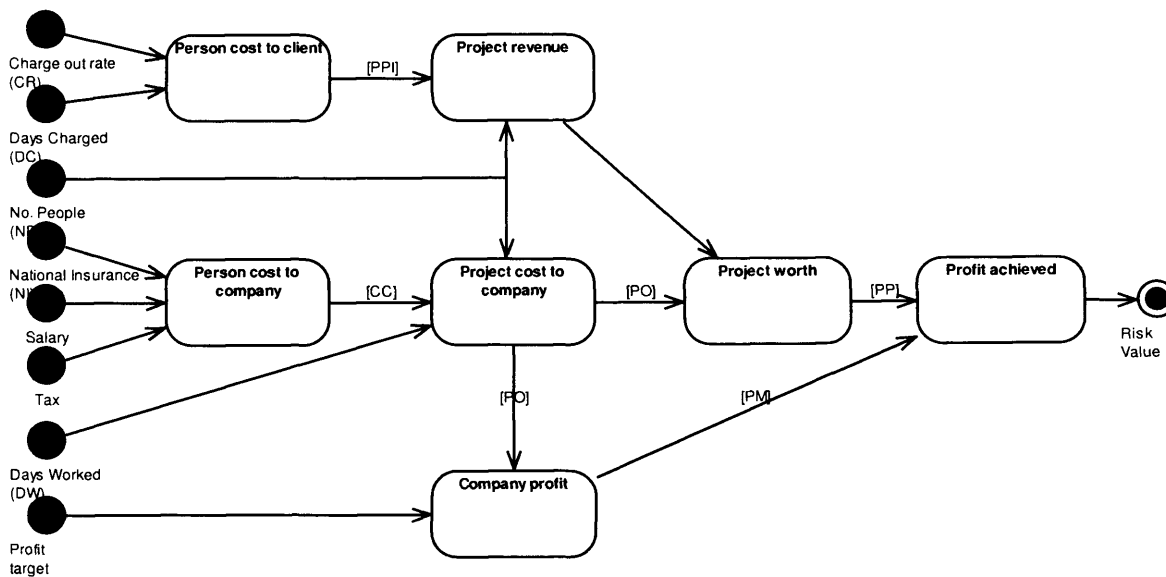 Person cost to client
Project revenue
Charge out rate
(CR)
[PPI]
Days Charged
(DC)
No. People
National Insurance
Person cost to
company
[CC]
Project cost to
company
[PO]
Project worth
[PP]
Profit achieved
Risk
Value
Salary
Tax
[PO]
[PM]
Days Worked
(DW)
Company profit
Profit
target